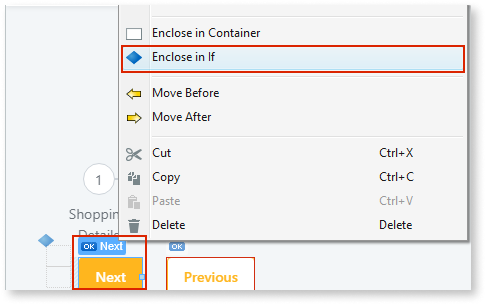 Enclose in Container
Enclose in If
Move Before
Move After
Cut Ctrl+X
Copy Ctrl+C
Paste Ctrl+V
Delete Delete
1
Shoppin
Details
OK Next
OK
Next
Previous